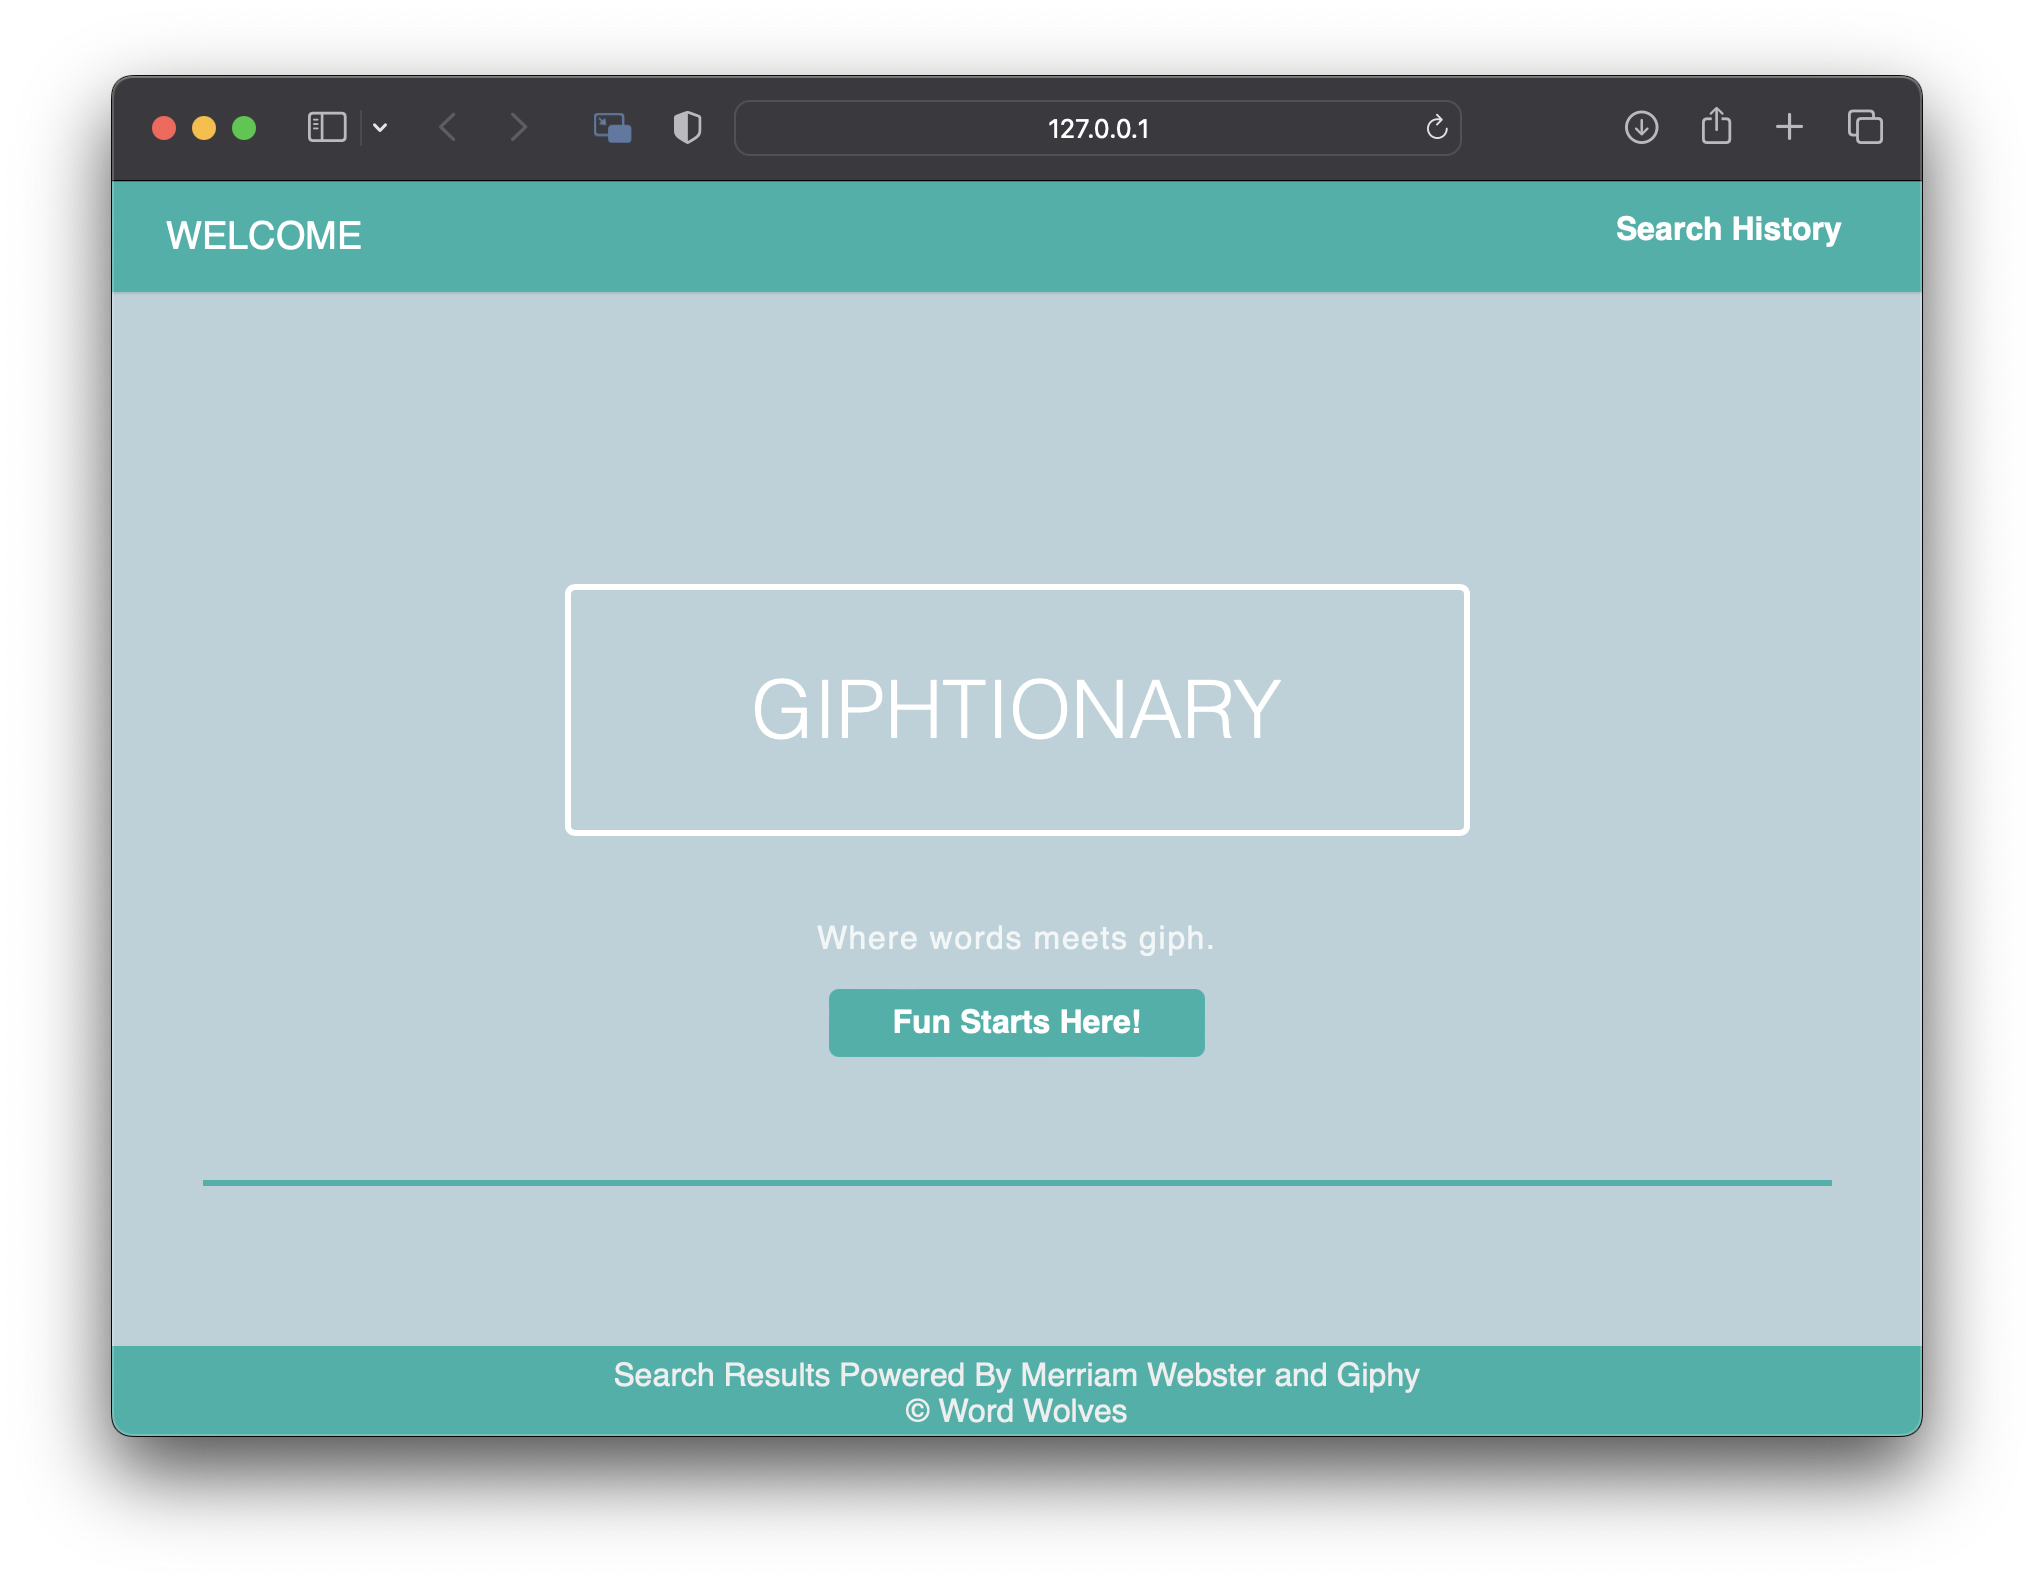 127.0.0.1
WELCOME
Search History
GIPHTIONARY
Where words meets giph.
Fun Starts Here!
Search Results Powered By Merriam Webster and Giphy
© Word Wolves